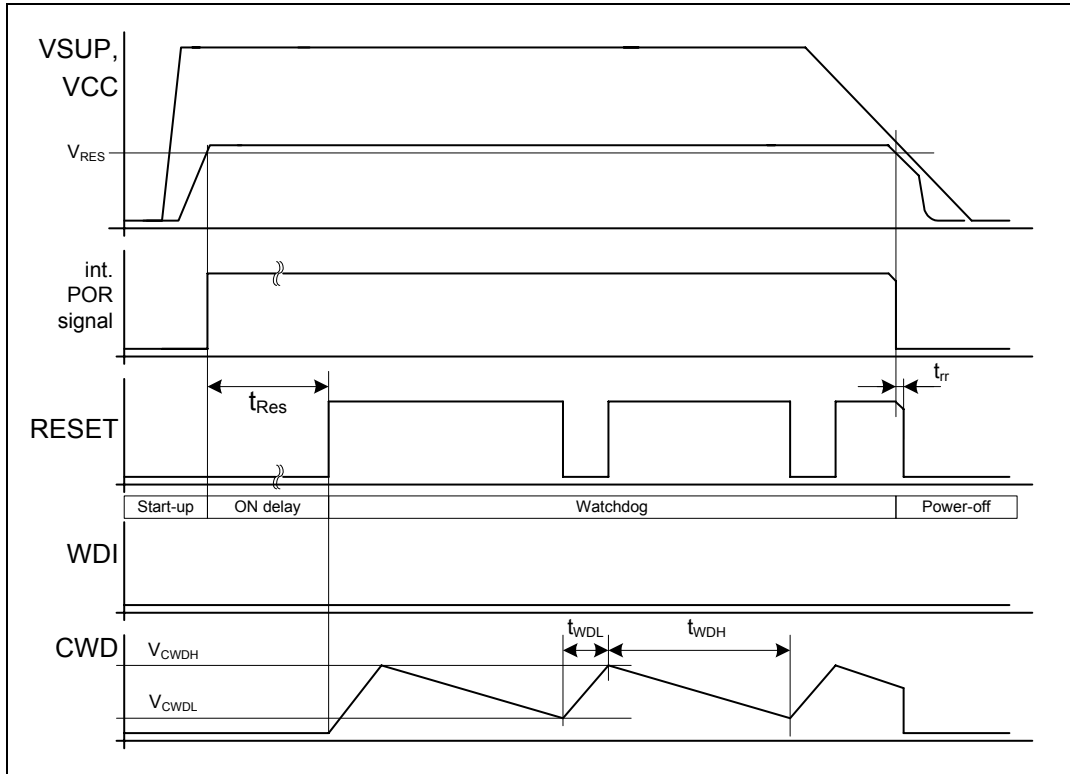 VSUP,
VCC
VRES
int.
POR
signal
tRes
trr
RESET
Start-up ON delay Watchdog Power-off
WDI
tWDL tWDH
CWD
VCWDH
VCWDL